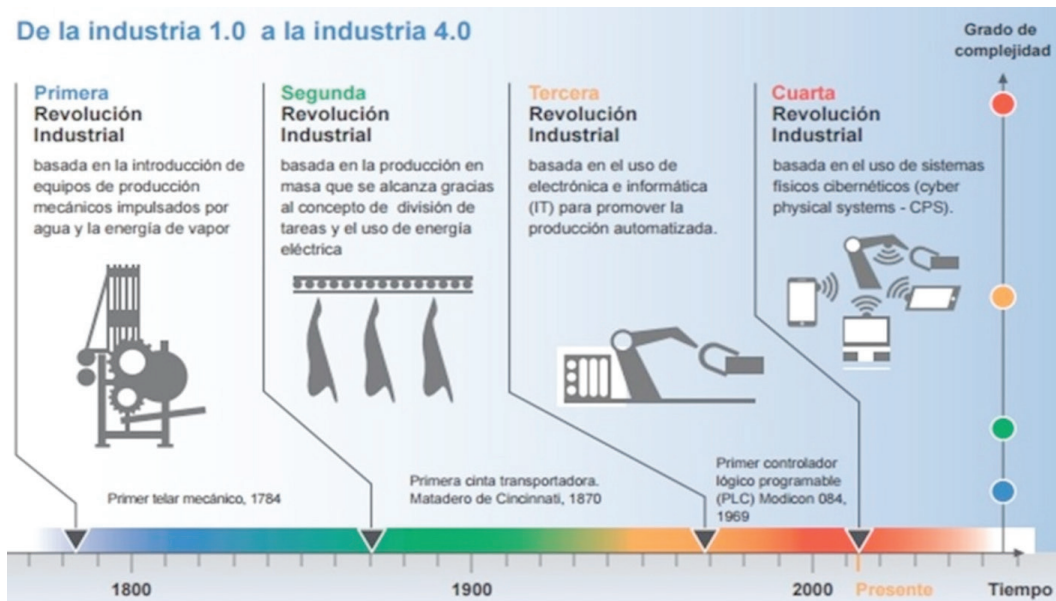 De la industria 1.0 a la industria 4.0
Grado de
complejidad
Primera
Revolución
Industrial
basada en la introducción de
equipos de producción
mecánicos impulsados por
agua y la energía de vapor
Segunda
Revolución
Industrial
basada en la producción en
masa que se alcanza gracias
al concepto de división de
tareas y el uso de energía
eléctrica
Tercera
Revolución
Industrial
basada en el uso de
electrónica e informática
(IT) para promover la
producción automatizada.
Cuarta
Revolución
Industrial
basada en el uso de sistemas
físicos cibernéticos (cyber
physical systems - CPS).
Primer telar mecánico, 1784
Primera cinta transportadora.
Matadero de Cincinnati, 1870
Primer controlador
lógico programable
(PLC) Modicon 084,
1969
1800
1900
2000
Presente
Tiempo